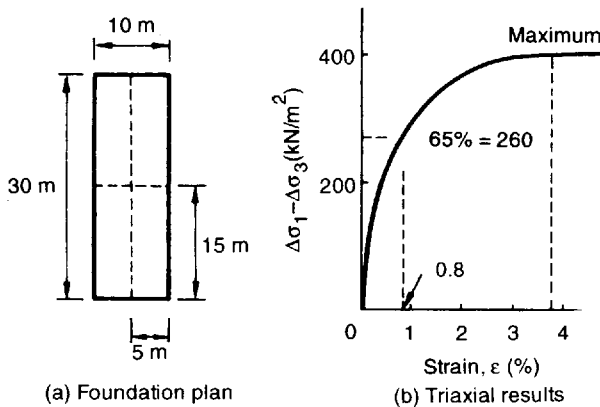 10 m
30 m
15 m
5 m
(a) Foundation plan
Maximum
400
65% = 260
200
0.8
0 1 2 3 4
Δσ₁–Δσ₃(kN/m²)
Strain, ε (%)
(b) Triaxial results